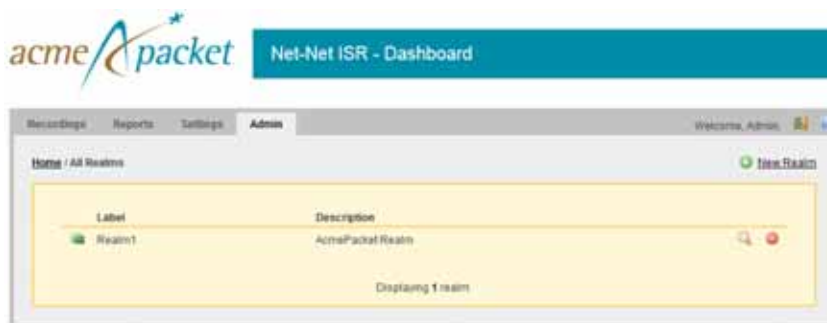 acme packet
Net-Net ISR - Dashboard
Recordings Reports Settings Admin
Welcome, Admin.
Home / All Realms
New Realm
Label Description
Realm1 AcmePacket Realm
Displaying 1 realm